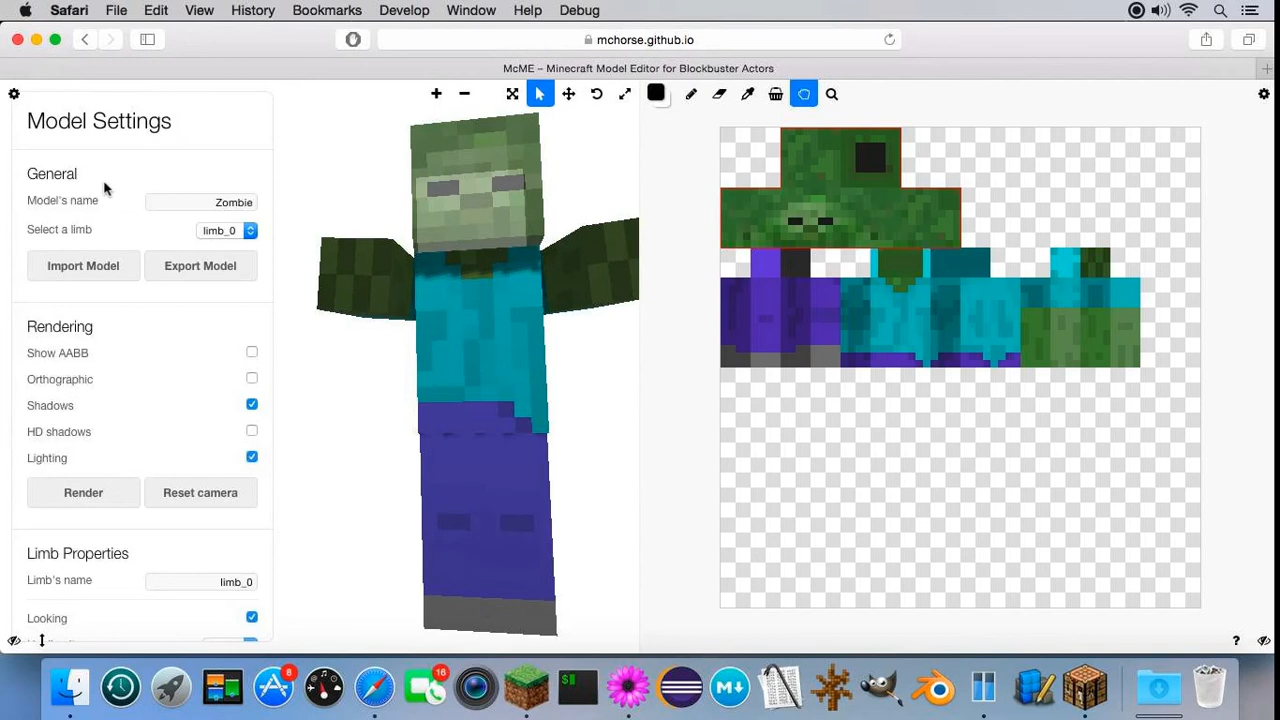 Safari File Edit View History Bookmarks Develop Window Help Debug
mchorse.github.io
McME – Minecraft Model Editor for Blockbuster Actors
Model Settings
General
Model's name Zombie
Select a limb limb_0
Import Model Export Model
Rendering
Show AABB
Orthographic
Shadows
HD shadows
Lighting
Render Reset camera
Limb Properties
Limb's name limb_0
Looking
?
8
16
$
M↓